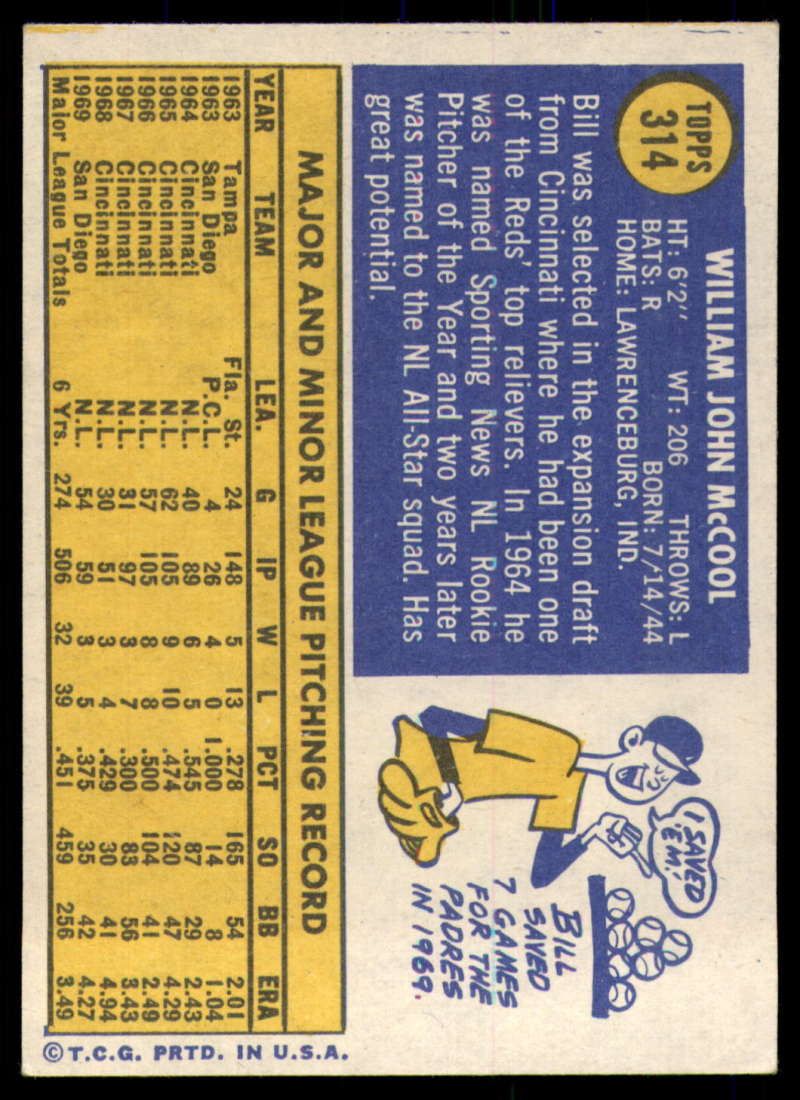 TOPPS
314
WILLIAM JOHN McCOOL
HT: 6'2" WT: 206 THROWS: L
BATS: R BORN: 7/14/44
HOME: LAWRENCEBURG, IND.
Bill was selected in the expansion draft
from Cincinnati where he had been one
of the Reds' top relievers. In 1964 he
was named Sporting News NL Rookie
Pitcher of the Year and two years later
was named to the NL All-Star squad. Has
great potential.
I SAVED
'EM!
BILL
SAVED
7 GAMES
FOR THE
PADRES
IN 1969.
MAJOR AND MINOR LEAGUE PITCHING RECORD
YEAR TEAM LEA. G IP W L PCT SO BB ERA
1963 Tampa Fla. St. 24 148 5 13 .278 165 54 2.01
1963 San Diego P.C.L. 4 26 4 0 1.000 14 8 1.04
1964 Cincinnati N.L. 40 89 6 5 .545 87 29 2.43
1965 Cincinnati N.L. 62 105 9 10 .474 120 47 4.29
1966 Cincinnati N.L. 57 105 8 8 .500 104 41 2.49
1967 Cincinnati N.L. 31 97 3 7 .300 83 56 3.43
1968 Cincinnati N.L. 30 51 3 4 .429 30 41 4.94
1969 San Diego N.L. 54 59 3 5 .375 35 42 4.27
Major League Totals 6 Yrs. 274 506 32 39 .451 459 256 3.49
© T.C.G. PRTD. IN U.S.A.